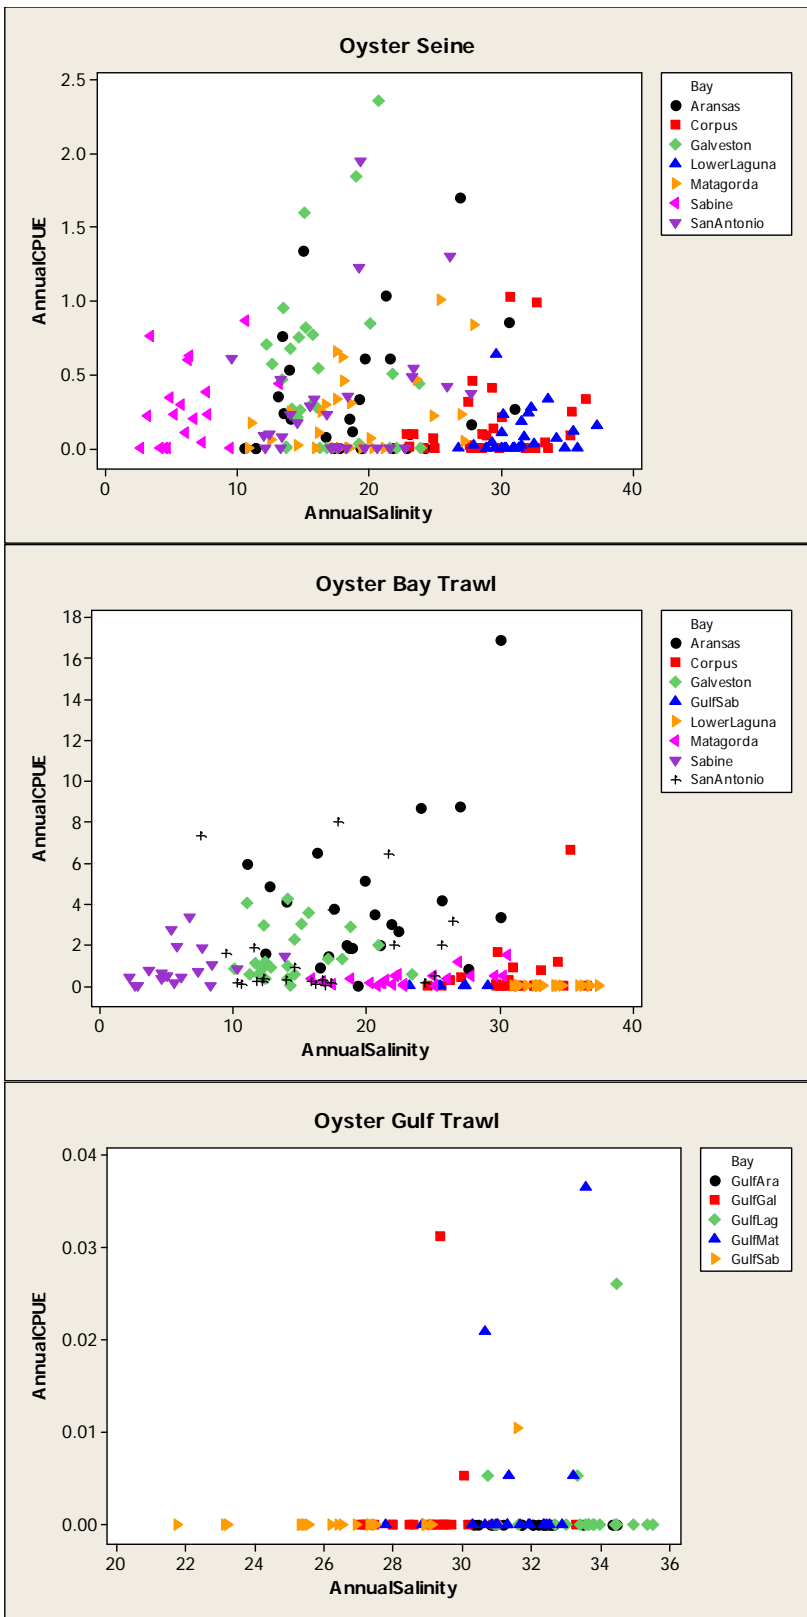 Oyster Seine
2.5
2.0
1.5
1.0
0.5
0.0
AnnualCPUE
0 10 20 30 40
AnnualSalinity
Bay
Aransas
Corpus
Galveston
LowerLaguna
Matagorda
Sabine
SanAntonio
Oyster Bay Trawl
18
16
14
12
10
8
6
4
2
0
AnnualCPUE
0 10 20 30 40
AnnualSalinity
Bay
Aransas
Corpus
Galveston
GulfSab
LowerLaguna
Matagorda
Sabine
SanAntonio
Oyster Gulf Trawl
0.04
0.03
0.02
0.01
0.00
AnnualCPUE
20 22 24 26 28 30 32 34 36
AnnualSalinity
Bay
GulfAra
GulfGal
GulfLag
GulfMat
GulfSab